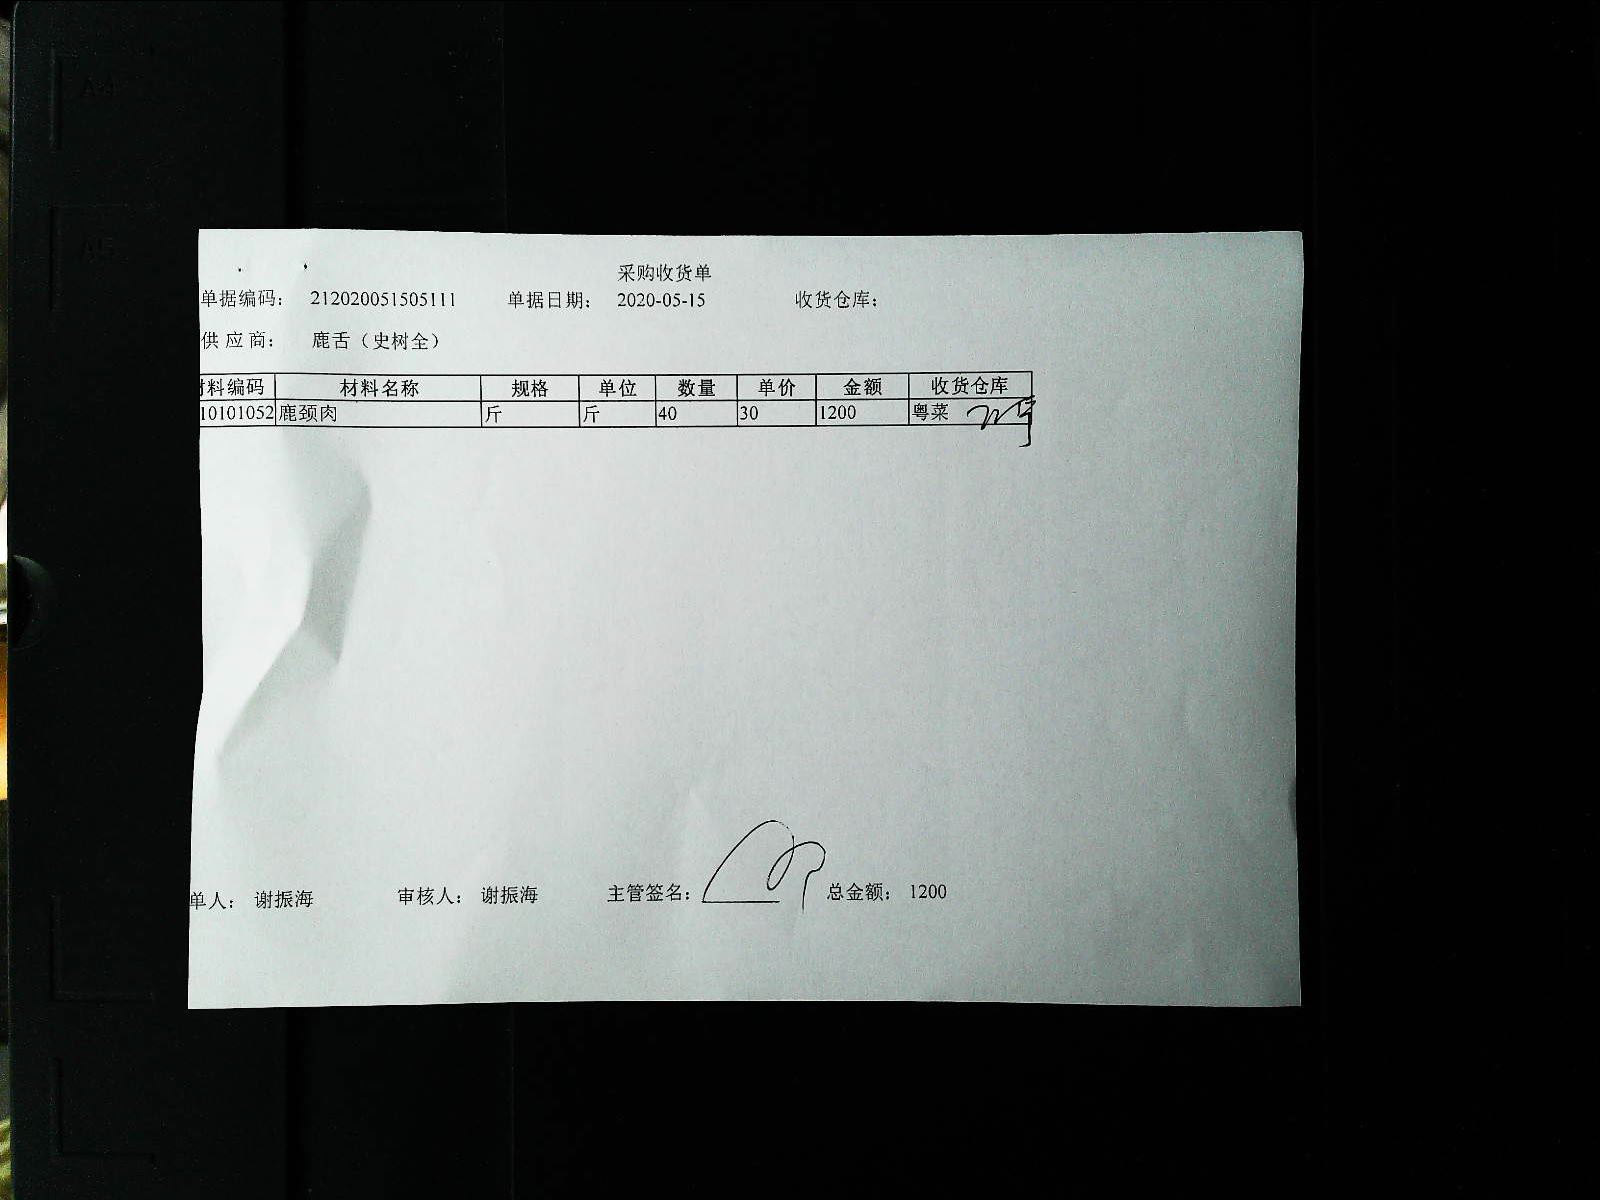 采购收货单
单据编码： 212020051505111 单据日期： 2020-05-15 收货仓库：
供应商： 鹿舌（史树全）
材料编码 材料名称 规格 单位 数量 单价 金额 收货仓库
10101052 鹿颈肉 斤 斤 40 30 1200 粤菜
单人： 谢振海 审核人： 谢振海 主管签名： 总金额： 1200